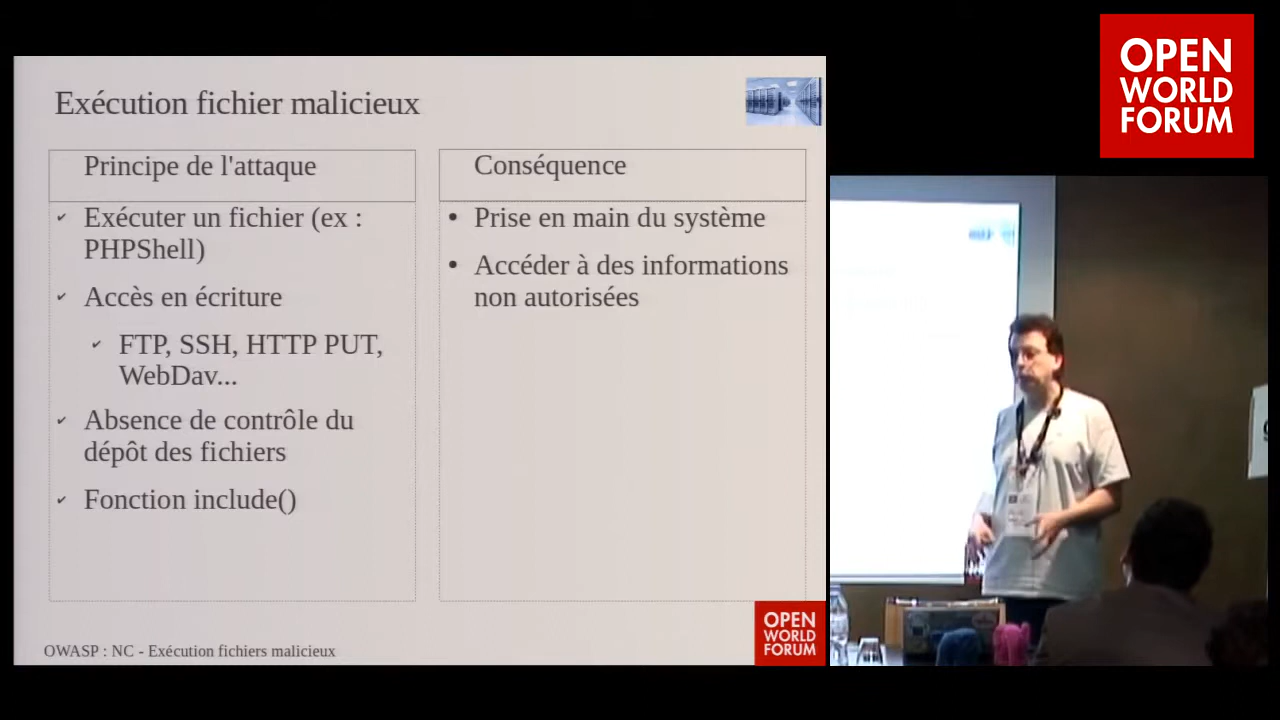 OPEN
WORLD
FORUM
Exécution fichier malicieux
Principe de l'attaque
Exécuter un fichier (ex :
PHPShell)
Accès en écriture
FTP, SSH, HTTP PUT,
WebDav...
Absence de contrôle du
dépôt des fichiers
Fonction include()
Conséquence
Prise en main du système
Accéder à des informations
non autorisées
OWASP : NC - Exécution fichiers malicieux
OPEN
WORLD
FORUM